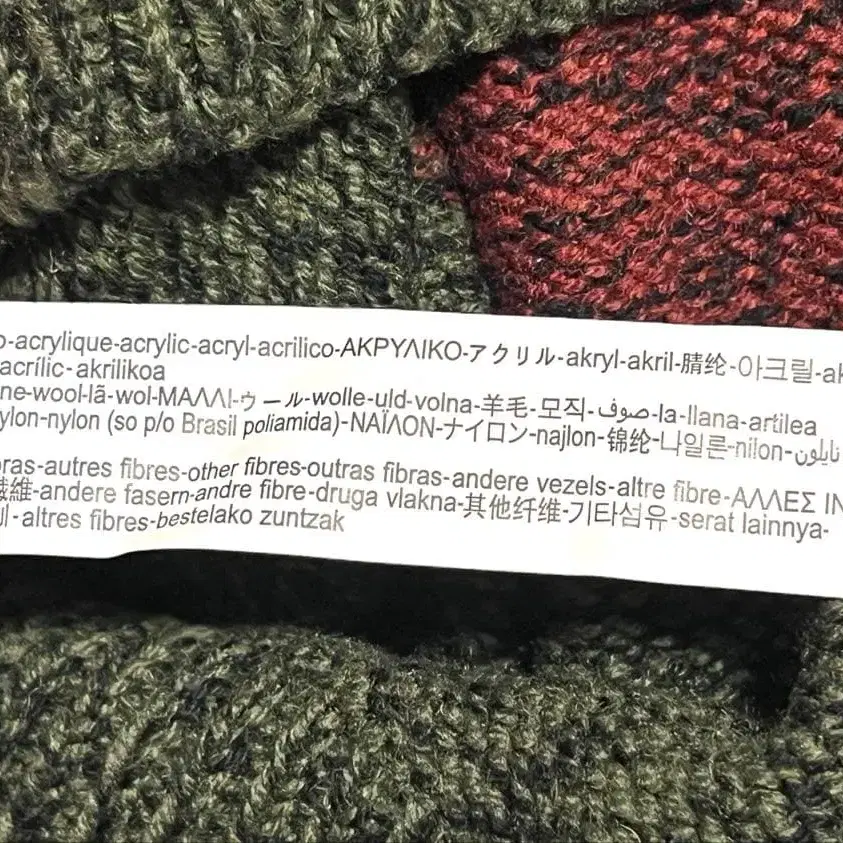 o-acrylique-acrylic-acryl-acrilico-ΑΚΡΥΛΙΚΟ-アクリル-akryl-akril-腈纶-아크릴-ak
acrílic-akrilikoa
ne-wool-lã-wol-ΜΑΛΛΙ-ウール-wolle-uld-volna-羊毛-모직-صوف-la-llana-artilea
ylon-nylon (so p/o Brasil poliamida)-ΝΑΪΛΟΝ-ナイロン-najlon-锦纶-나일론-nilon-نايلون
ras-autres fibres-other fibres-outras fibras-andere vezels-altre fibre-ΑΛΛΕΣ ΙΝ
維-andere fasern-andre fibre-druga vlakna-其他纤维-기타섬유-serat lainnya-
-altres fibres-bestelako zuntzak